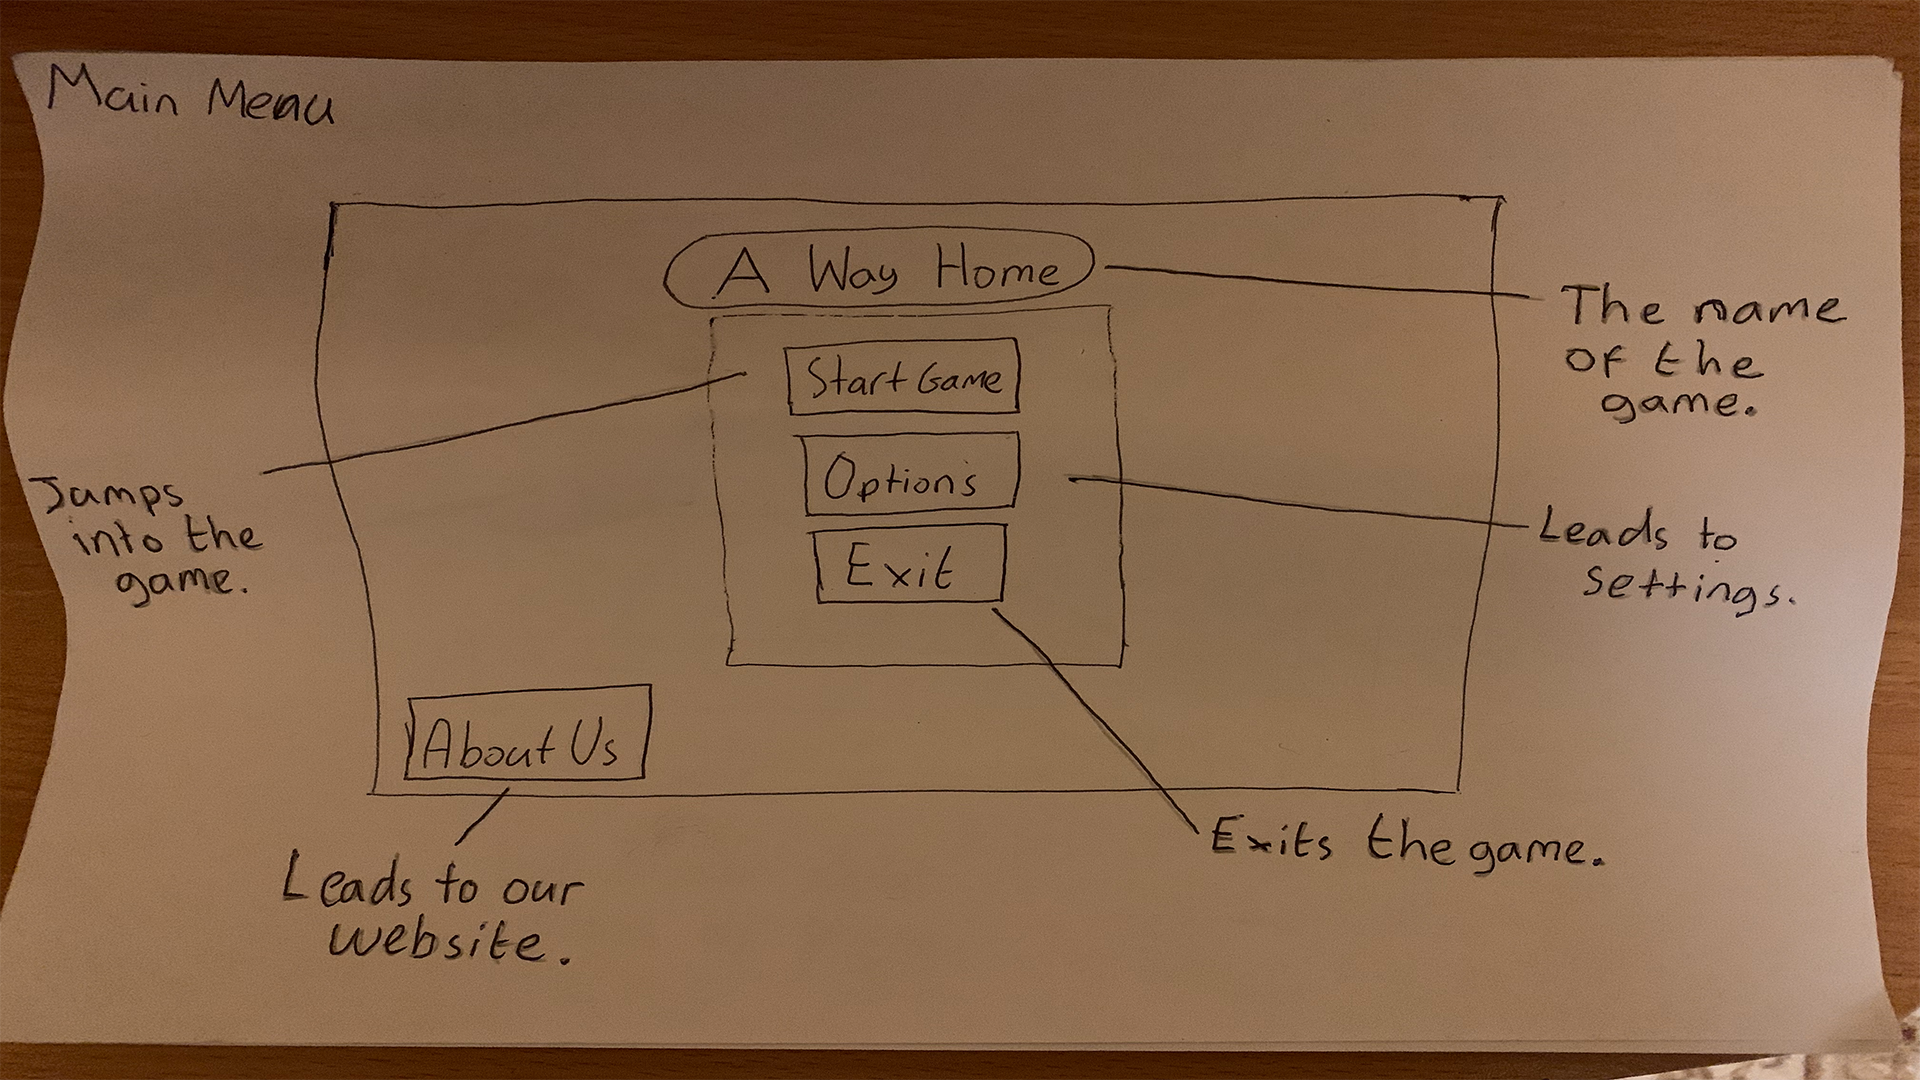 Main Menu
A Way Home
The name
of the
game.
Start Game
Jumps
into the
game.
Options
Leads to
settings.
Exit
About Us
Exits the game.
Leads to our
website.